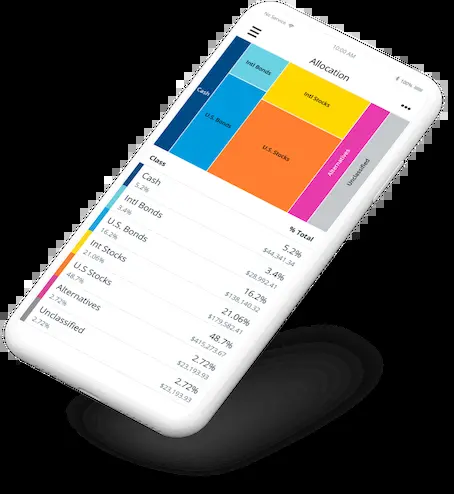 No Service
10:00 AM
100%
Allocation
Cash
Intl Bonds
U.S. Bonds
Intl Stocks
U.S. Stocks
Alternatives
Unclassified
Class % Total
Cash 5.2%
5.2% $44,341.34
Intl Bonds 3.4%
3.4% $28,992.41
U.S. Bonds 16.2%
16.2% $138,140.32
Int Stocks 21.06%
21.06% $179,582.41
U.S Stocks 48.7%
48.7% $415,273.67
Alternatives 2.72%
2.72% $23,193.93
Unclassified 2.72%
2.72% $23,193.93